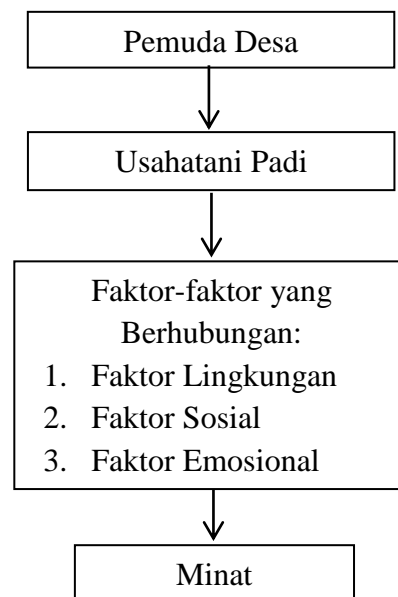 Pemuda Desa
Usahatani Padi
Faktor-faktor yang
Berhubungan:
1. Faktor Lingkungan
2. Faktor Sosial
3. Faktor Emosional
Minat